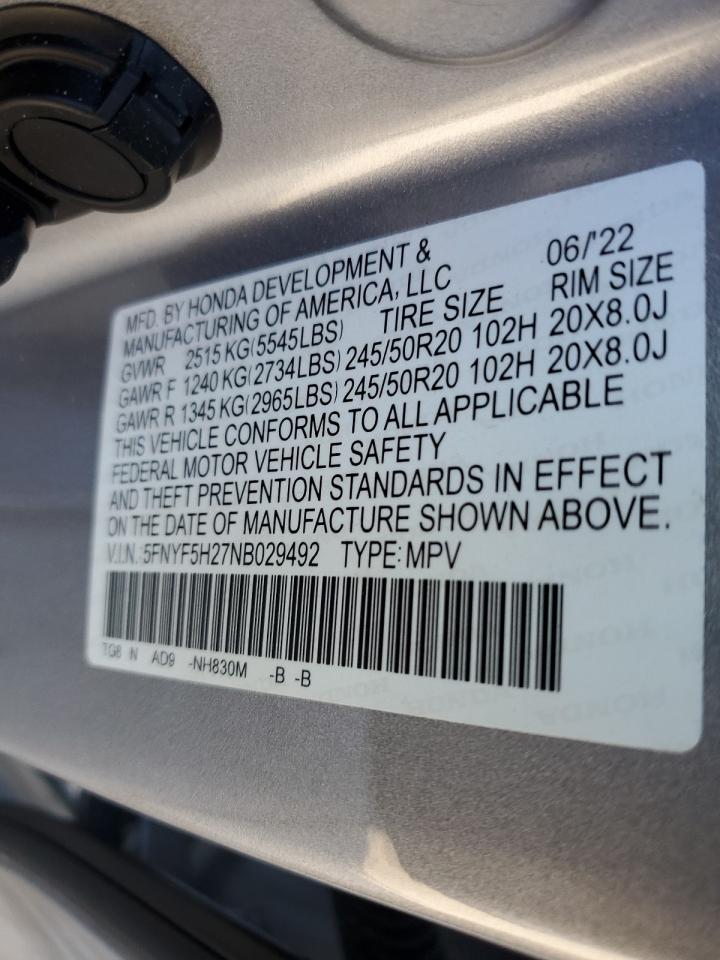 MFD. BY HONDA DEVELOPMENT & 06/'22
MANUFACTURING OF AMERICA, LLC
GVWR 2515 KG(5545LBS) TIRE SIZE RIM SIZE
GAWR F 1240 KG(2734LBS) 245/50R20 102H 20X8.0J
GAWR R 1345 KG(2965LBS) 245/50R20 102H 20X8.0J
THIS VEHICLE CONFORMS TO ALL APPLICABLE
FEDERAL MOTOR VEHICLE SAFETY
AND THEFT PREVENTION STANDARDS IN EFFECT
ON THE DATE OF MANUFACTURE SHOWN ABOVE.
V.I.N.:5FNYF5H27NB029492 TYPE:MPV
TG8 N AD9 -NH830M -B -B